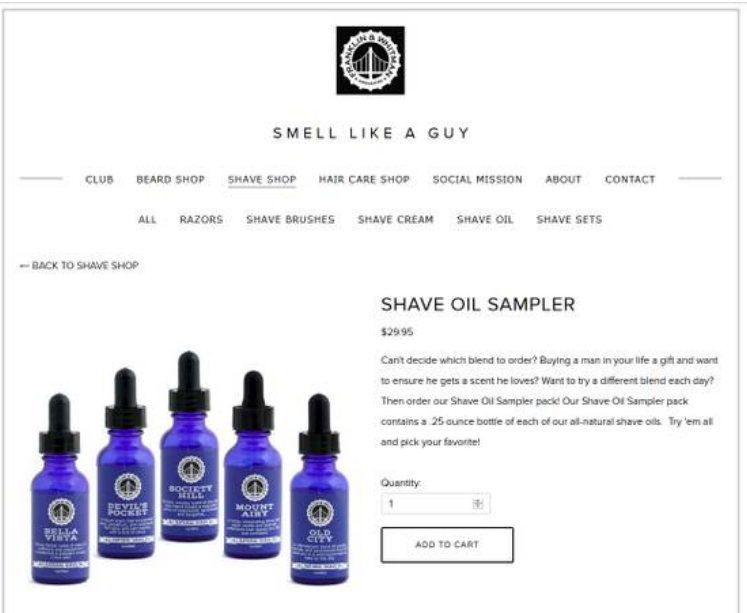 FRANKLIN & WHITMAN
SMELL LIKE A GUY
CLUB BEARD SHOP SHAVE SHOP HAIR CARE SHOP SOCIAL MISSION ABOUT CONTACT
ALL RAZORS SHAVE BRUSHES SHAVE CREAM SHAVE OIL SHAVE SETS
← BACK TO SHAVE SHOP
SHAVE OIL SAMPLER
$29.95
Can't decide which blend to order? Buying a man in your life a gift and want
to ensure he gets a scent he loves? Want to try a different blend each day?
Then order our Shave Oil Sampler pack! Our Shave Oil Sampler pack
contains a .25 ounce bottle of each of our all-natural shave oils. Try 'em all
and pick your favorite!
Quantity:
1
ADD TO CART
BELLA
VISTA
DEVIL'S
POCKET
SOCIETY
HILL
MOUNT
AIRY
OLD
CITY